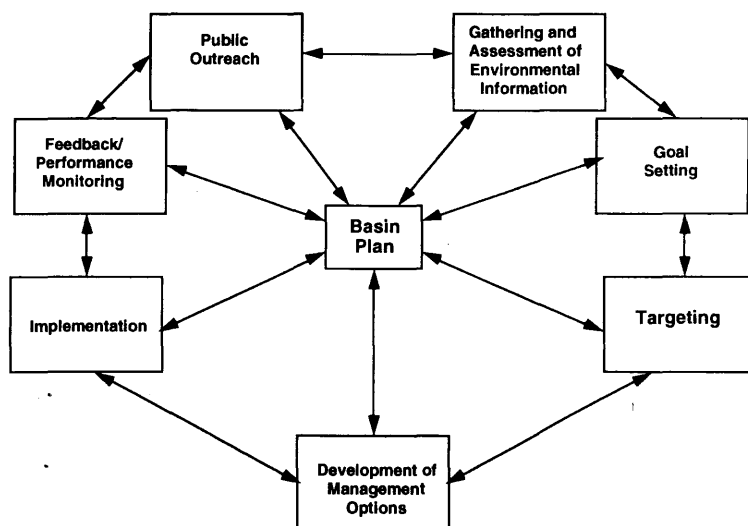 Public
Outreach
Gathering and
Assessment of
Environmental
Information
Feedback/
Performance
Monitoring
Goal
Setting
Basin
Plan
Implementation
Targeting
Development of
Management
Options